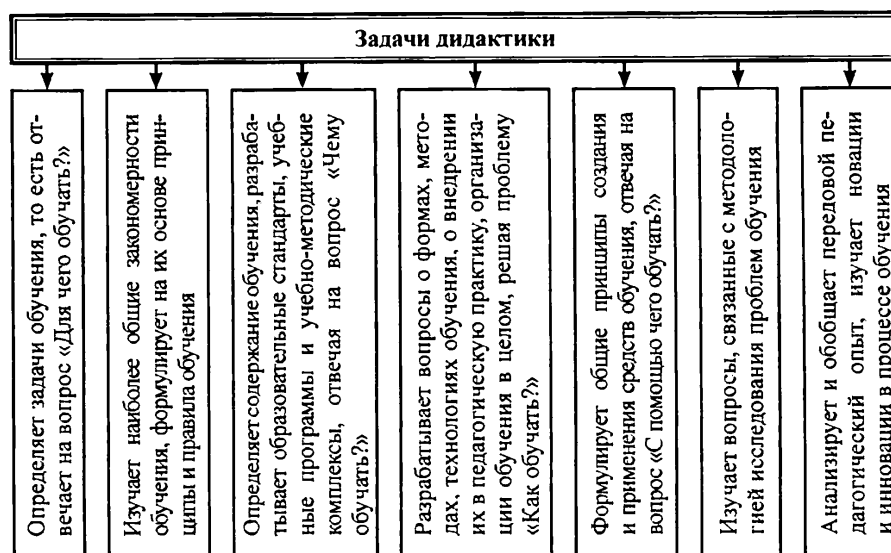 Задачи дидактики
Определяет задачи обучения, то есть от-
вечает на вопрос «Для чего обучать?»
Изучает наиболее общие закономерности
обучения, формулирует на их основе прин-
ципы и правила обучения
Определяет содержание обучения, разраба-
тывает образовательные стандарты, учеб-
ные программы и учебно-методические
комплексы, отвечая на вопрос «Чему
обучать?»
Разрабатывает вопросы о формах, мето-
дах, технологиях обучения, о внедрении
их в педагогическую практику, организа-
ции обучения в целом, решая проблему
«Как обучать?»
Формулирует общие принципы создания
и применения средств обучения, отвечая на
вопрос «С помощью чего обучать?»
Изучает вопросы, связанные с методоло-
гией исследования проблем обучения
Анализирует и обобщает передовой пе-
дагогический опыт, изучает новации
и инновации в процессе обучения